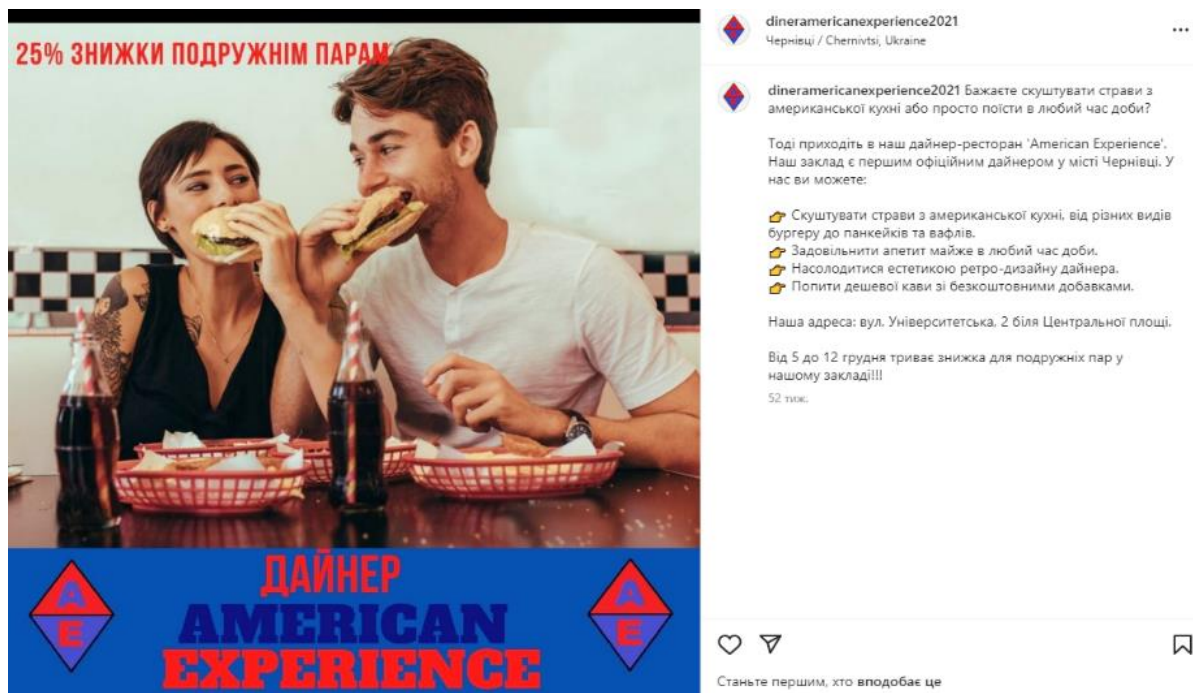 25% ЗНИЖКИ ПОДРУЖНІМ ПАРАМ
A
E
ДАЙНЕР
AMERICAN
EXPERIENCE
A
E
dineramericanexperience2021
Чернівці / Chernivtsi, Ukraine
dineramericanexperience2021 Бажаєте скуштувати страви з
американської кухні або просто поїсти в любий час доби?
Тоді приходіть в наш дайнер-ресторан 'American Experience'.
Наш заклад є першим офіційним дайнером у місті Чернівці. У
нас ви можете:
👉 Скуштувати страви з американської кухні, від різних видів
бургеру до панкейків та вафлів.
👉 Задовільнити апетит майже в любий час доби.
👉 Насолодитися естетикою ретро-дизайну дайнера.
👉 Попити дешевої кави зі безкоштовними добавками.
Наша адреса: вул. Університетська, 2 біля Центральної площі.
Від 5 до 12 грудня триває знижка для подружніх пар у
нашому закладі!!!
52 тиж.
Станьте першим, хто вподобає це